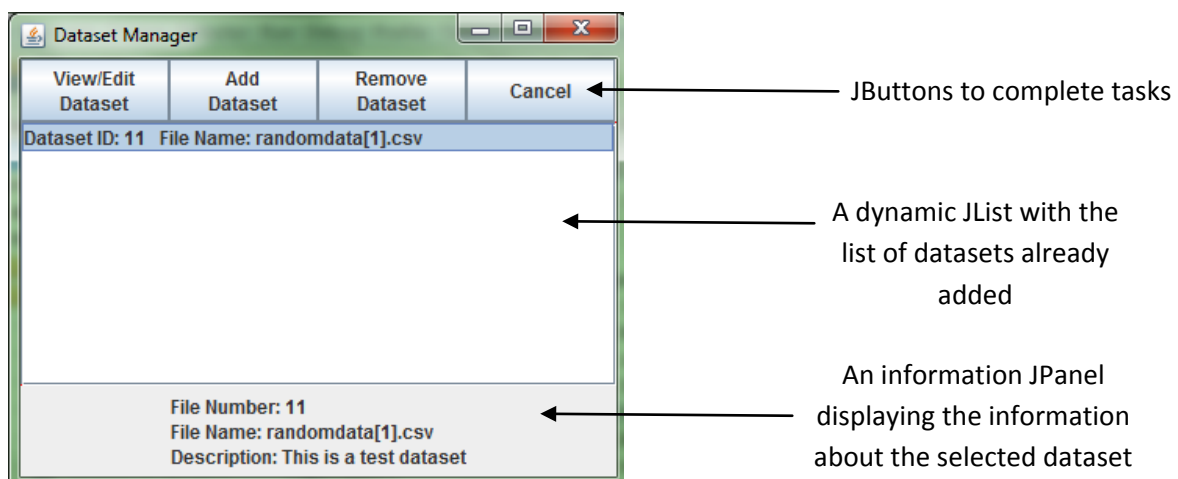 Dataset Manager
View/Edit Dataset
Add Dataset
Remove Dataset
Cancel
JButtons to complete tasks
Dataset ID: 11 File Name: randomdata[1].csv
A dynamic JList with the
list of datasets already
added
File Number: 11
File Name: randomdata[1].csv
Description: This is a test dataset
An information JPanel
displaying the information
about the selected dataset